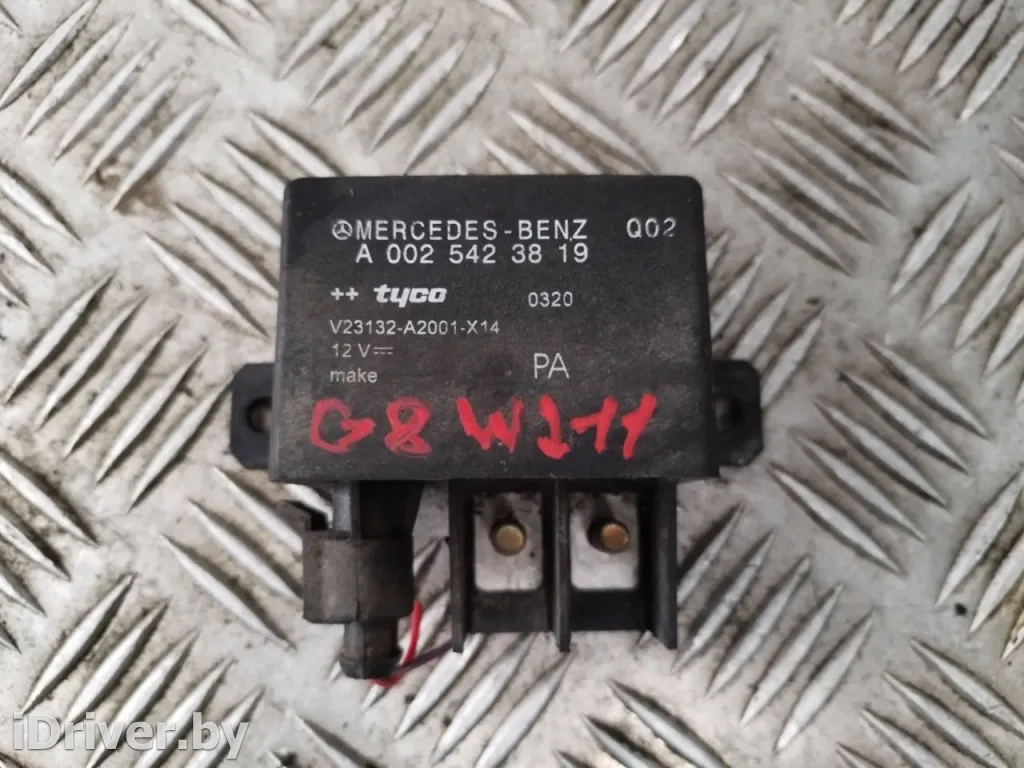 MERCEDES-BENZ Q02
A 002 542 38 19
++ tyco 0320
V23132-A2001-X14
12 V
make PA
G8 W211
iDriver.by